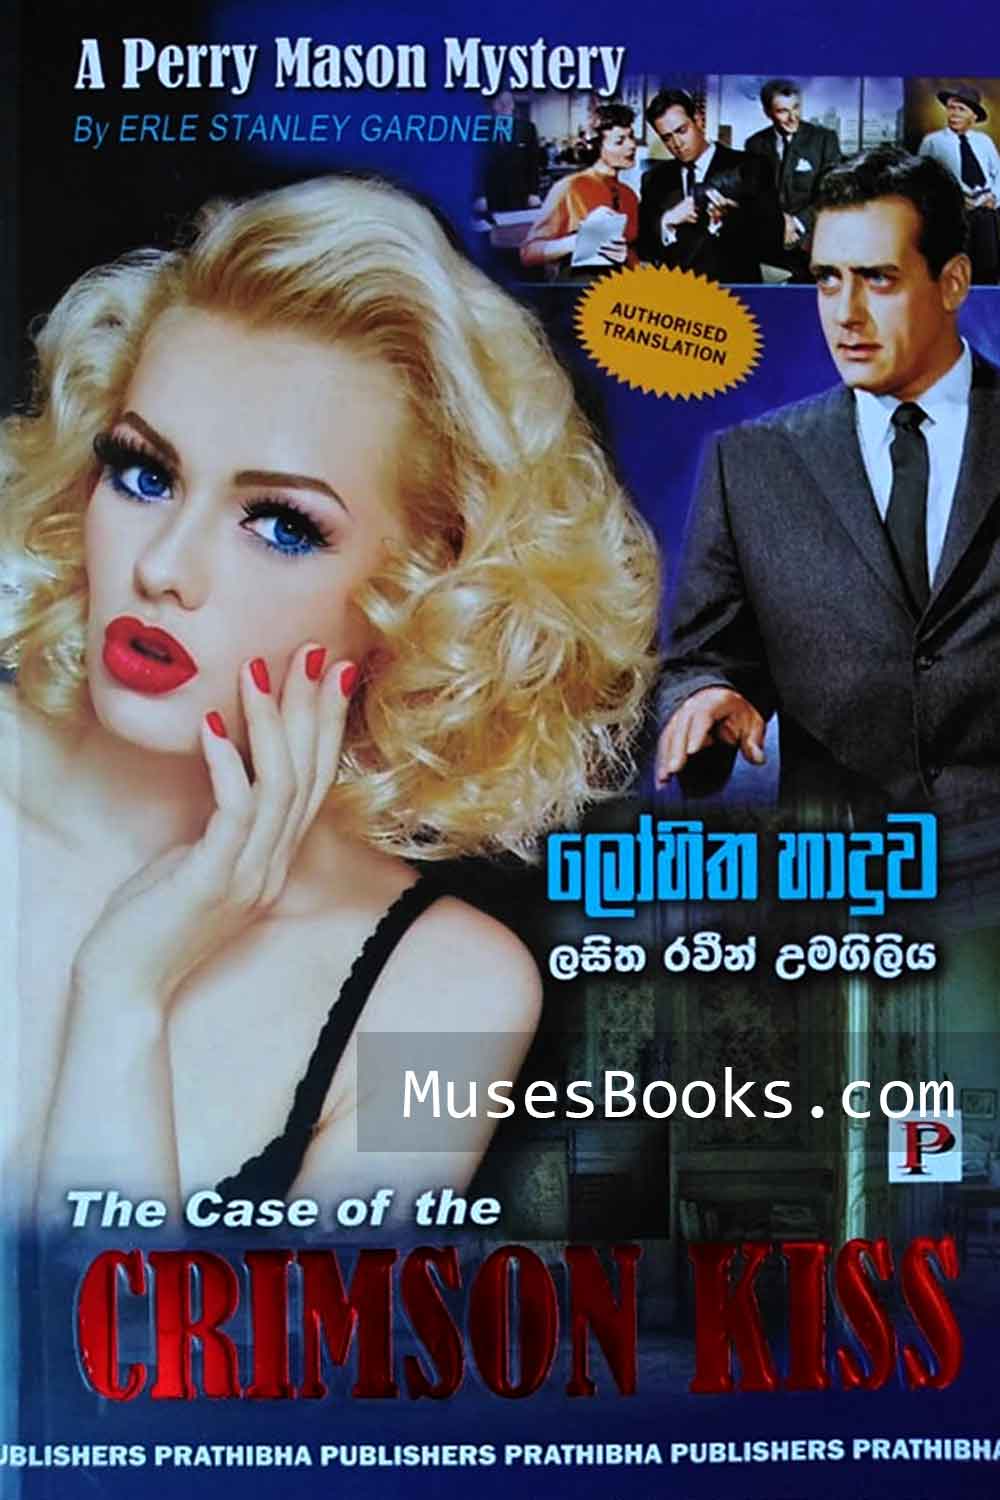 A Perry Mason Mystery
By ERLE STANLEY GARDNER
AUTHORISED
TRANSLATION
ලෝහිත හාදුව
ලසිත රවීන් උමගිලිය
MusesBooks.com
P
The Case of the
CRIMSON KISS
UBLISHERS PRATHIBHA PUBLISHERS PRATHIBHA PUBLISHERS PRATHIBHA